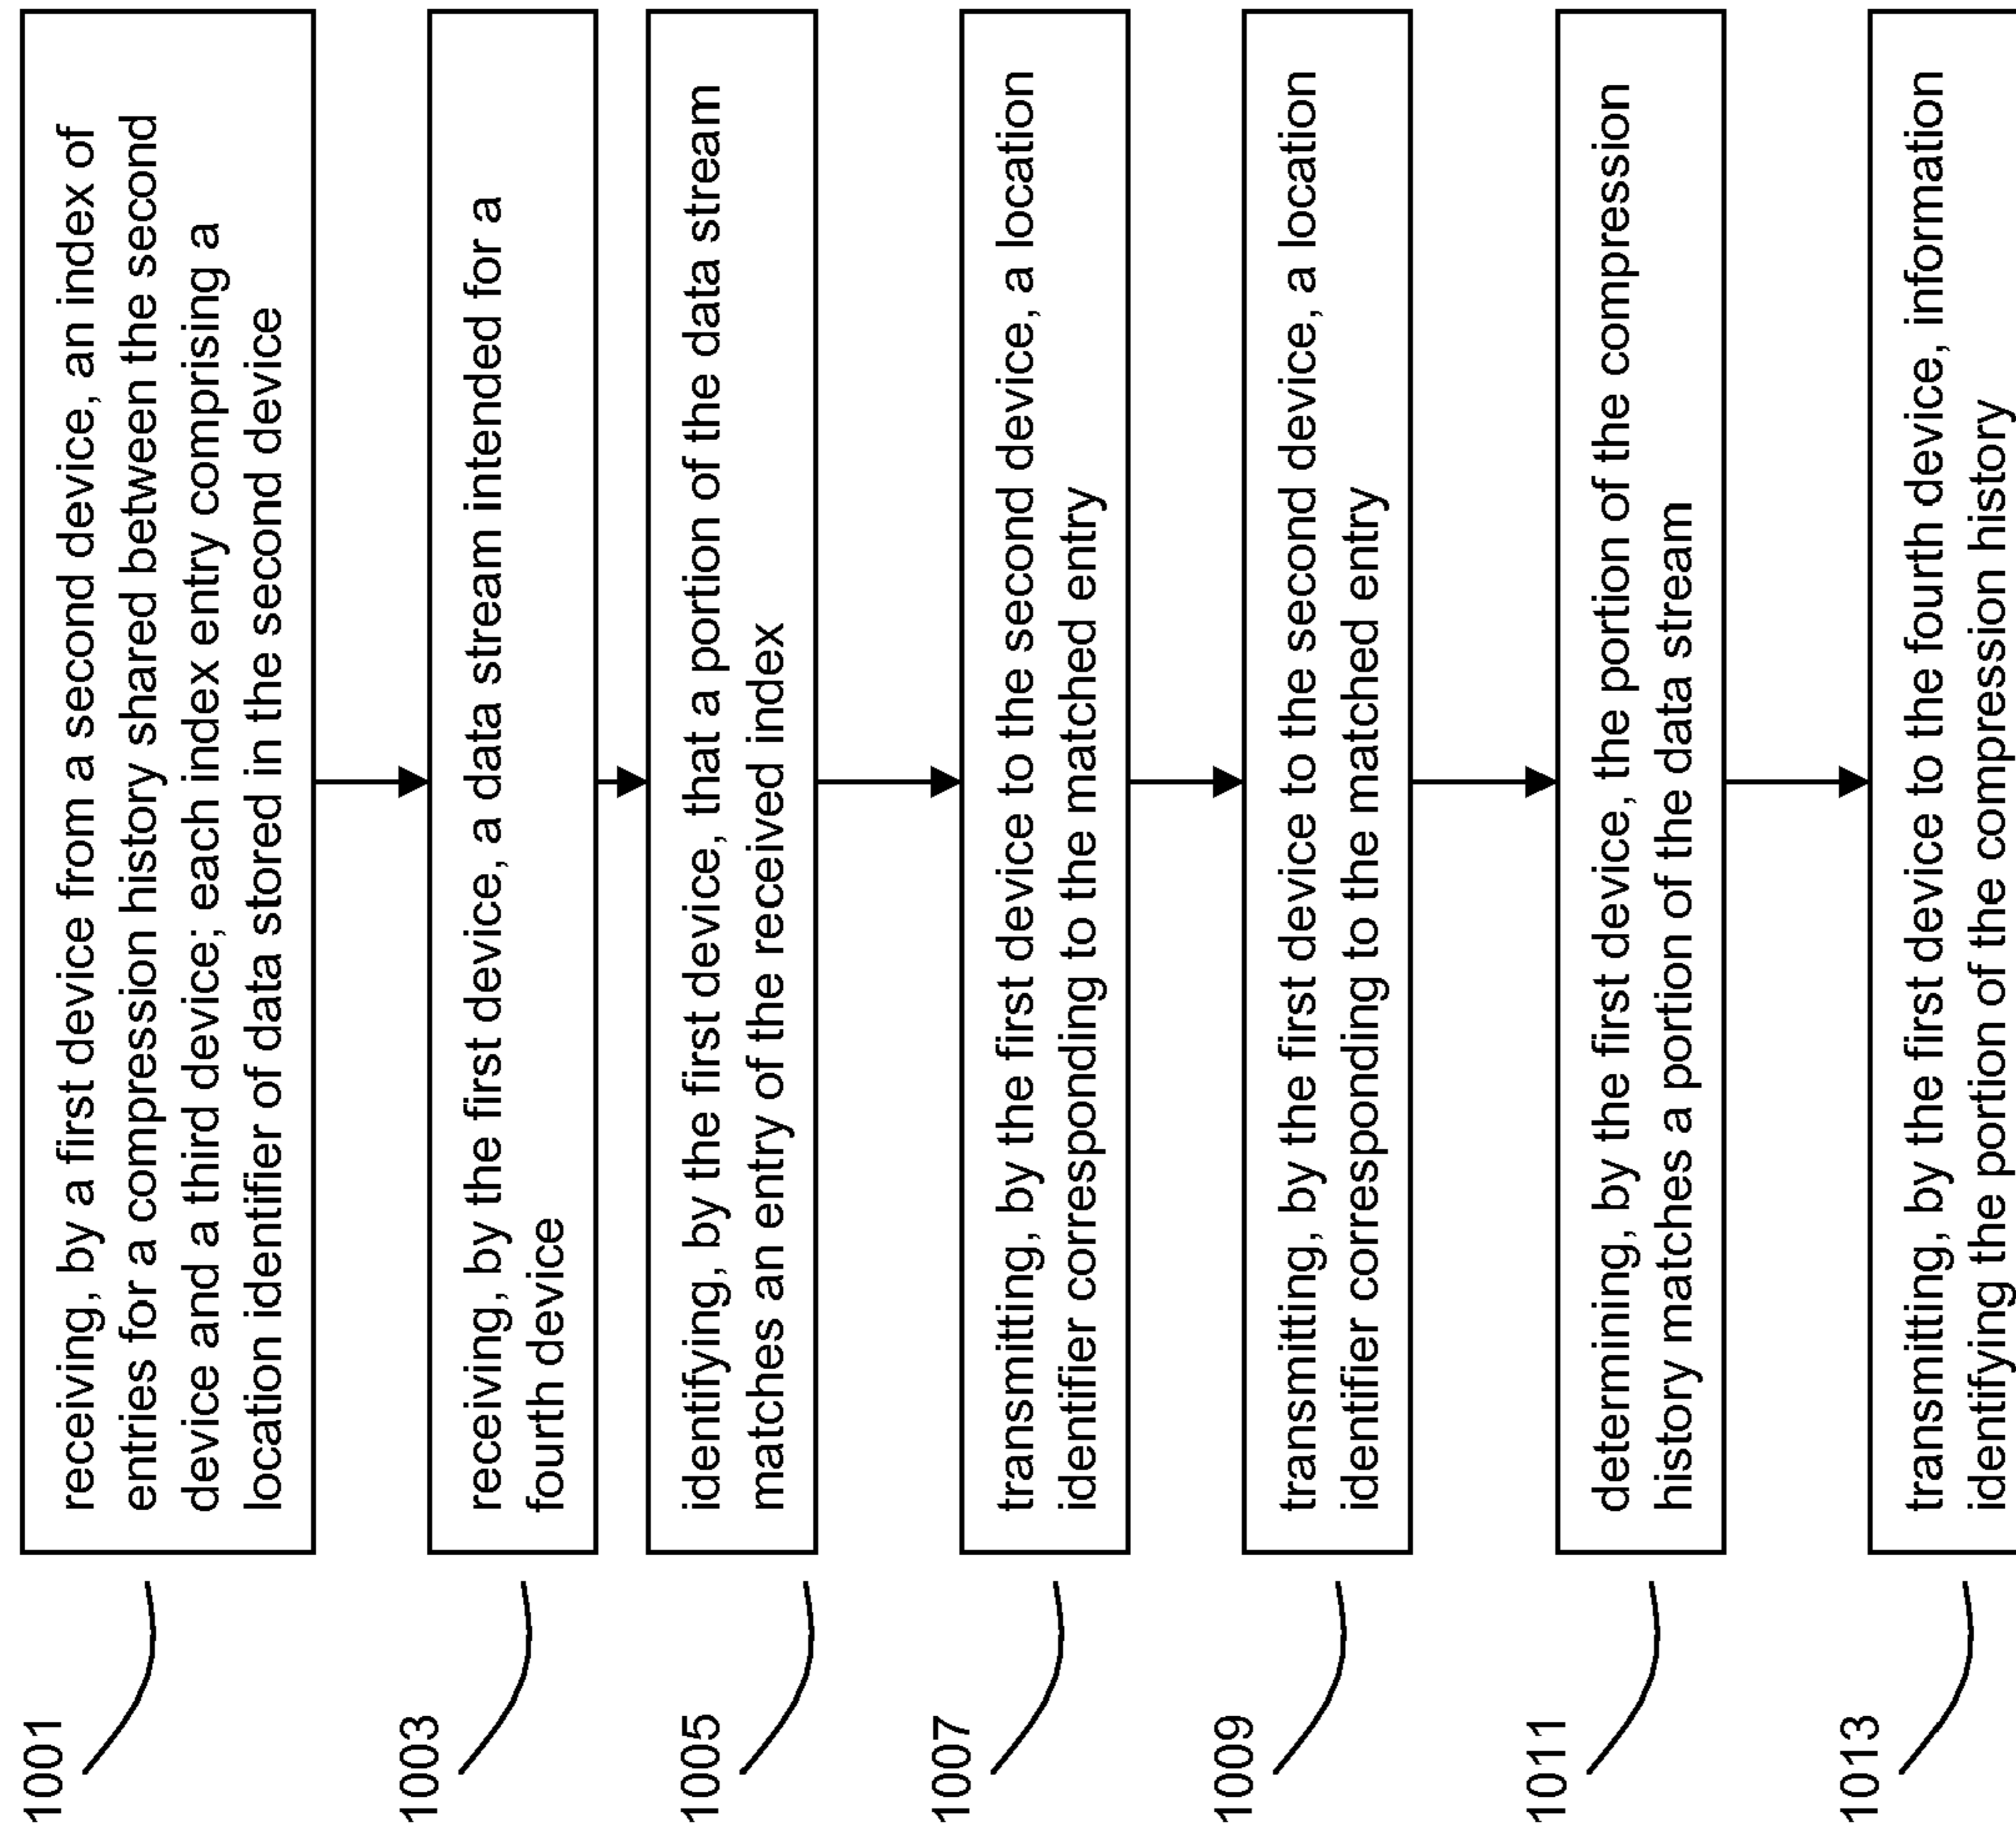 1001
receiving, by a first device from a second device, an index of
entries for a compression history shared between the second
device and a third device; each index entry comprising a
location identifier of data stored in the second device
1003
receiving, by the first device, a data stream intended for a
fourth device
1005
identifying, by the first device, that a portion of the data stream
matches an entry of the received index
1007
transmitting, by the first device to the second device, a location
identifier corresponding to the matched entry
1009
transmitting, by the first device to the second device, a location
identifier corresponding to the matched entry
1011
determining, by the first device, the portion of the compression
history matches a portion of the data stream
1013
transmitting, by the first device to the fourth device, information
identifying the portion of the compression history